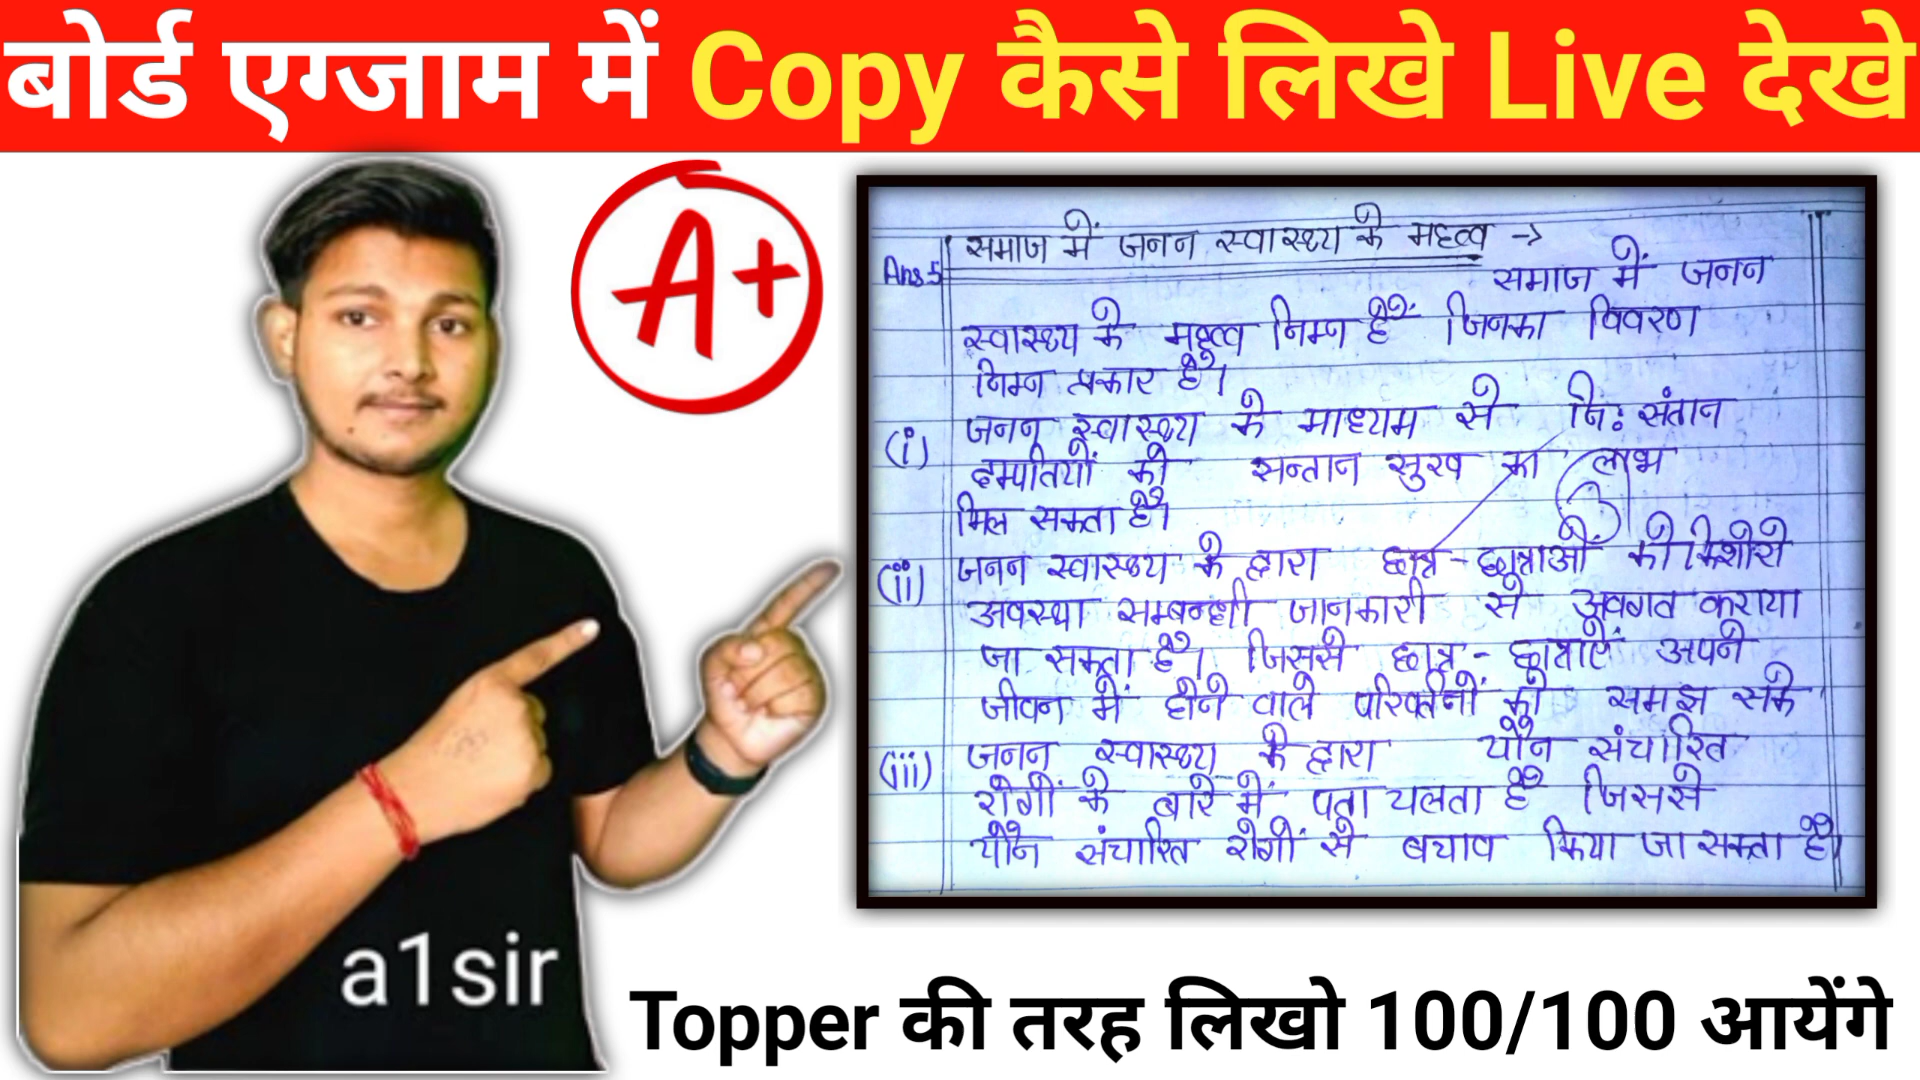 बोर्ड एग्जाम में Copy कैसे लिखे Live देखे
A+
समाज में जनन स्वास्थ्य के महत्व ->
Ans.5
समाज में जनन
स्वास्थ्य के महत्व निम्न हैं जिनका विवरण
निम्न प्रकार है।
(i) जनन स्वास्थ्य के माध्यम से नि: संतान
दम्पतियों को सन्तान सुख का लाभ
मिल सकता है।
(ii) जनन स्वास्थ्य के द्वारा छात्र - छात्राओं को किशोरो
अवस्था सम्बन्धी जानकारी से अवगत कराया
जा सकता है। जिससे छात्र - छात्राऐं अपने
जीवन में होने वाले परिवर्तनों को समझ सके
(iii) जनन स्वास्थ्य के द्वारा यौन संचारित
रोगों के बारे में पता चलता है जिससे
यौन संचारित रोगों से बचाव किया जा सकता है।
a1sir
Topper की तरह लिखो 100/100 आयेंगे